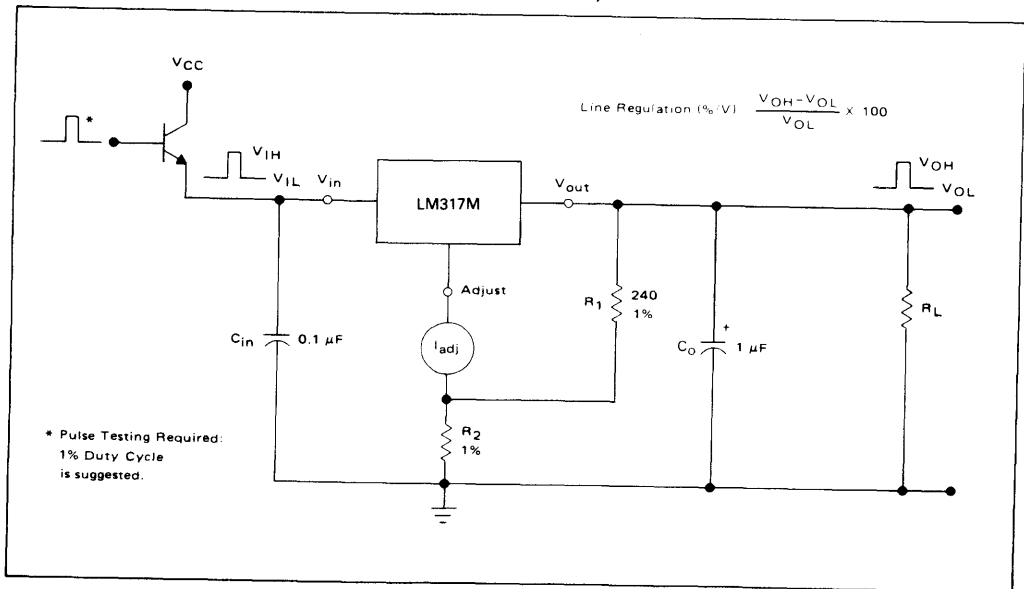 VCC
Line Regulation (%/V) VOH-VOL / VOL × 100
*
VIH
VIL
Vin
LM317M
Vout
VOH
VOL
Adjust
R1
240
1%
RL
Cin
0.1 μF
Iadj
CO
+
1 μF
R2
1%
* Pulse Testing Required:
1% Duty Cycle
is suggested.